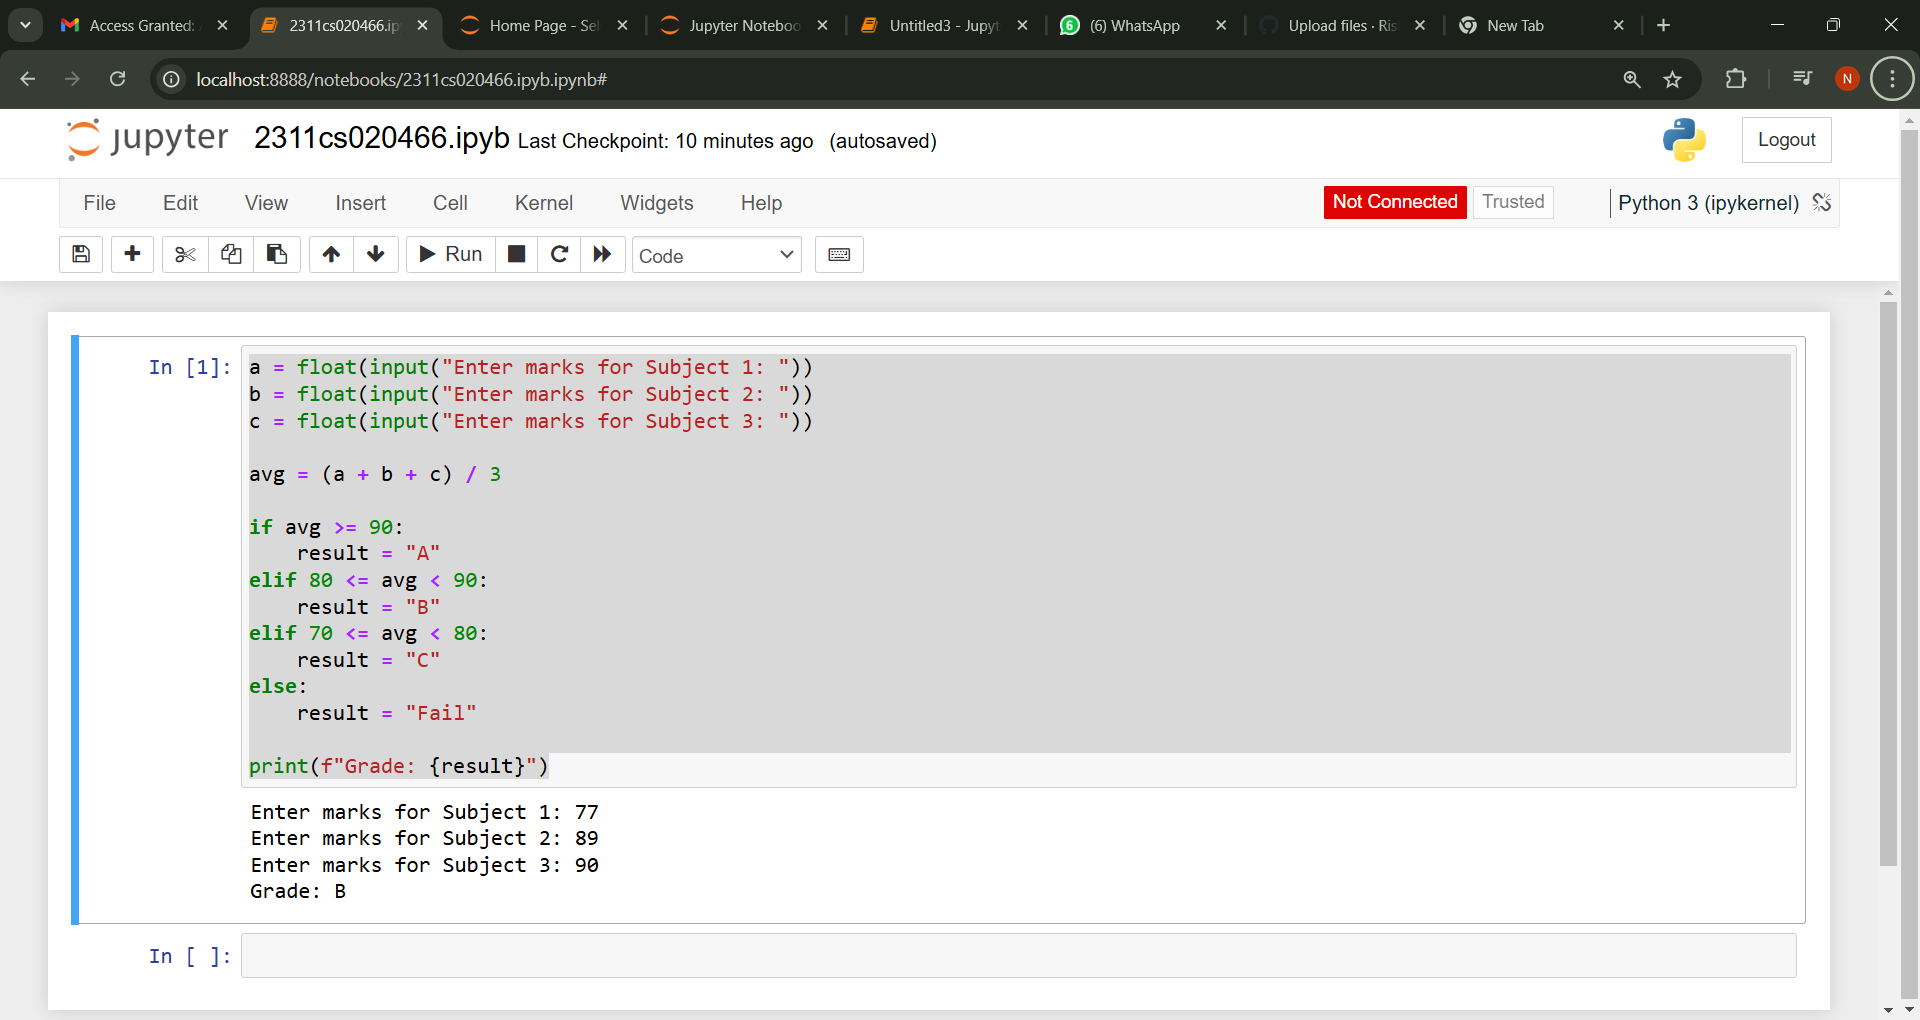 Access Granted:
2311cs020466.ip
Home Page - Sel
Jupyter Noteboo
Untitled3 - Jupyt
(6) WhatsApp
Upload files · Ris
New Tab
localhost:8888/notebooks/2311cs020466.ipyb.ipynb#
N
jupyter 2311cs020466.ipyb Last Checkpoint: 10 minutes ago (autosaved)
Logout
File Edit View Insert Cell Kernel Widgets Help
Not Connected Trusted Python 3 (ipykernel)
Run Code
In [1]: a = float(input("Enter marks for Subject 1: "))
b = float(input("Enter marks for Subject 2: "))
c = float(input("Enter marks for Subject 3: "))
avg = (a + b + c) / 3
if avg >= 90:
    result = "A"
elif 80 <= avg < 90:
    result = "B"
elif 70 <= avg < 80:
    result = "C"
else:
    result = "Fail"
print(f"Grade: {result}")
Enter marks for Subject 1: 77
Enter marks for Subject 2: 89
Enter marks for Subject 3: 90
Grade: B
In [ ]: